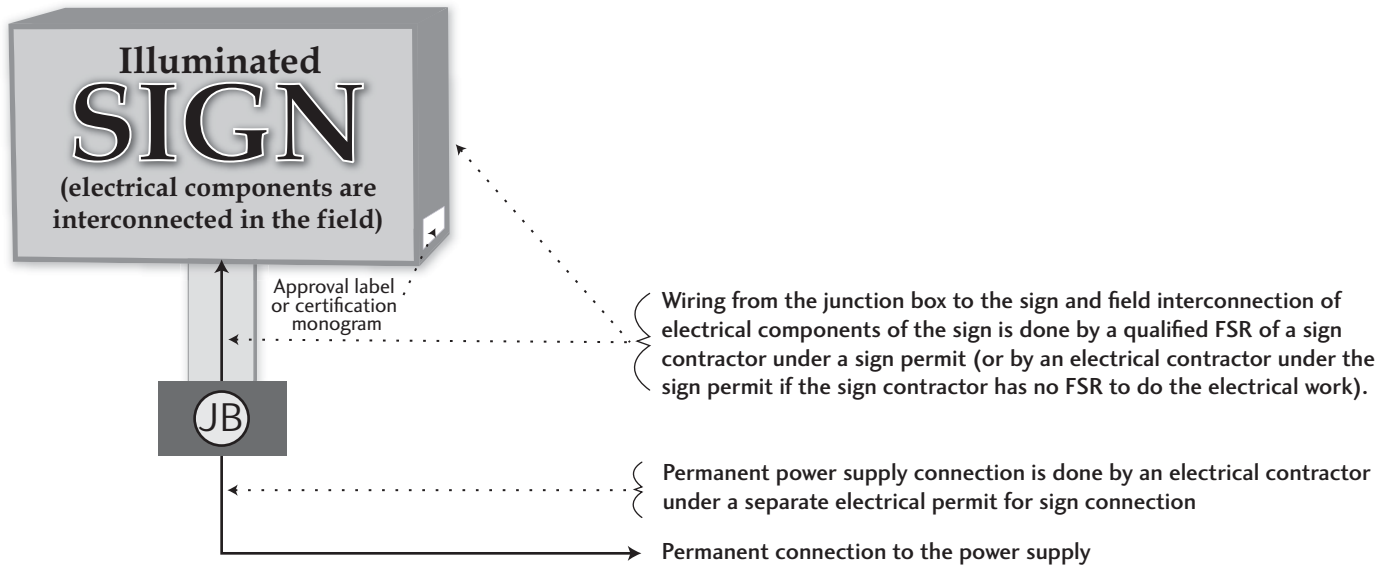 Illuminated
SIGN
(electrical components are
interconnected in the field)
Approval label
or certification
monogram
Wiring from the junction box to the sign and field interconnection of
electrical components of the sign is done by a qualified FSR of a sign
contractor under a sign permit (or by an electrical contractor under the
sign permit if the sign contractor has no FSR to do the electrical work).
JB
Permanent power supply connection is done by an electrical contractor
under a separate electrical permit for sign connection
Permanent connection to the power supply